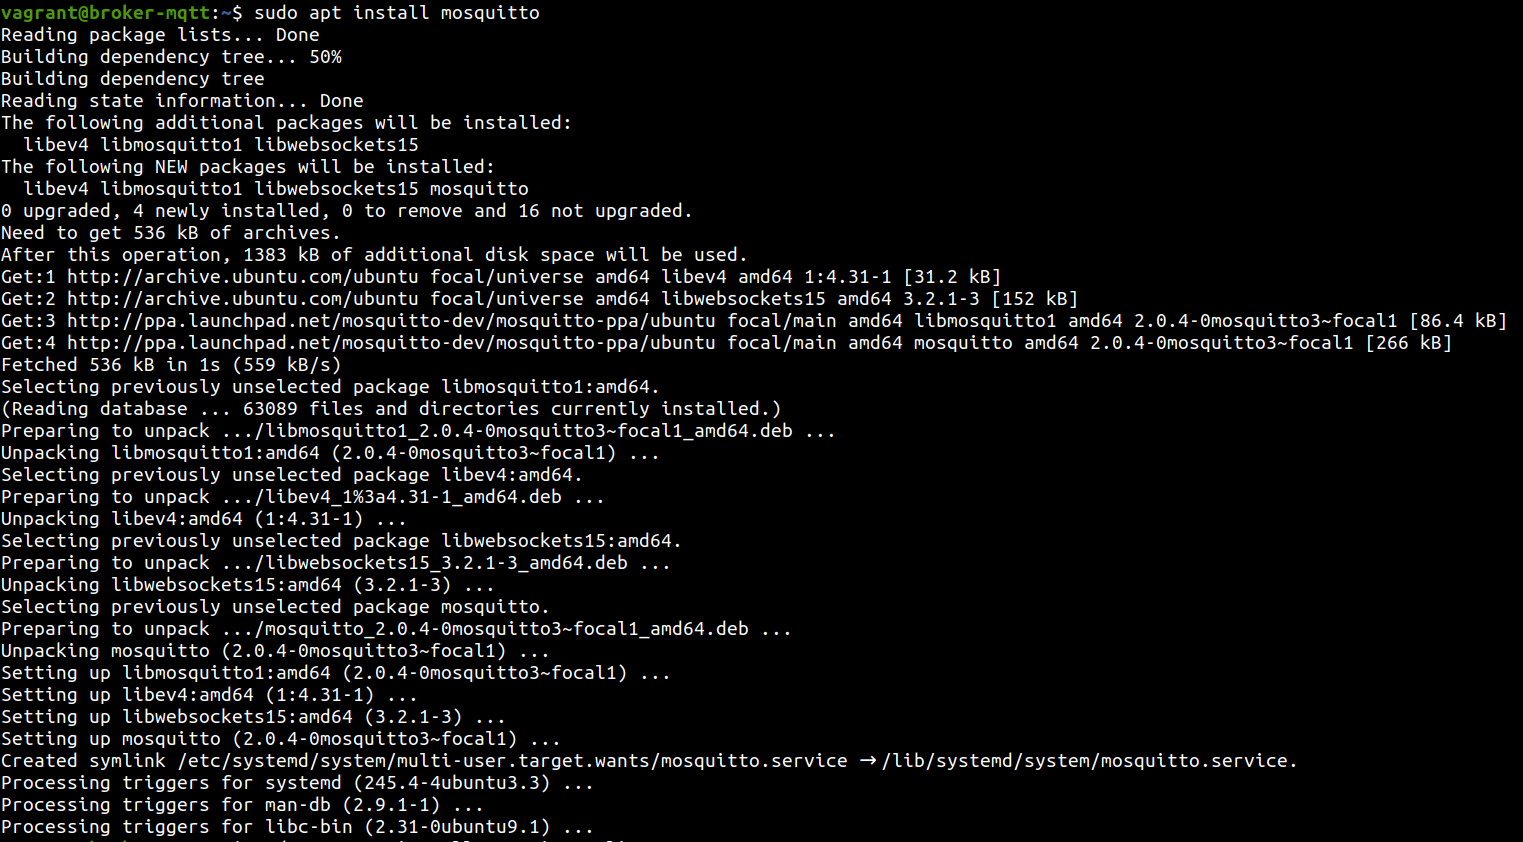 vagrant@broker-mqtt:~$ sudo apt install mosquitto
Reading package lists... Done
Building dependency tree... 50%
Building dependency tree
Reading state information... Done
The following additional packages will be installed:
  libev4 libmosquitto1 libwebsockets15
The following NEW packages will be installed:
  libev4 libmosquitto1 libwebsockets15 mosquitto
0 upgraded, 4 newly installed, 0 to remove and 16 not upgraded.
Need to get 536 kB of archives.
After this operation, 1383 kB of additional disk space will be used.
Get:1 http://archive.ubuntu.com/ubuntu focal/universe amd64 libev4 amd64 1:4.31-1 [31.2 kB]
Get:2 http://archive.ubuntu.com/ubuntu focal/universe amd64 libwebsockets15 amd64 3.2.1-3 [152 kB]
Get:3 http://ppa.launchpad.net/mosquitto-dev/mosquitto-ppa/ubuntu focal/main amd64 libmosquitto1 amd64 2.0.4-0mosquitto3~focal1 [86.4 kB]
Get:4 http://ppa.launchpad.net/mosquitto-dev/mosquitto-ppa/ubuntu focal/main amd64 mosquitto amd64 2.0.4-0mosquitto3~focal1 [266 kB]
Fetched 536 kB in 1s (559 kB/s)
Selecting previously unselected package libmosquitto1:amd64.
(Reading database ... 63089 files and directories currently installed.)
Preparing to unpack .../libmosquitto1_2.0.4-0mosquitto3~focal1_amd64.deb ...
Unpacking libmosquitto1:amd64 (2.0.4-0mosquitto3~focal1) ...
Selecting previously unselected package libev4:amd64.
Preparing to unpack .../libev4_1%3a4.31-1_amd64.deb ...
Unpacking libev4:amd64 (1:4.31-1) ...
Selecting previously unselected package libwebsockets15:amd64.
Preparing to unpack .../libwebsockets15_3.2.1-3_amd64.deb ...
Unpacking libwebsockets15:amd64 (3.2.1-3) ...
Selecting previously unselected package mosquitto.
Preparing to unpack .../mosquitto_2.0.4-0mosquitto3~focal1_amd64.deb ...
Unpacking mosquitto (2.0.4-0mosquitto3~focal1) ...
Setting up libmosquitto1:amd64 (2.0.4-0mosquitto3~focal1) ...
Setting up libev4:amd64 (1:4.31-1) ...
Setting up libwebsockets15:amd64 (3.2.1-3) ...
Setting up mosquitto (2.0.4-0mosquitto3~focal1) ...
Created symlink /etc/systemd/system/multi-user.target.wants/mosquitto.service → /lib/systemd/system/mosquitto.service.
Processing triggers for systemd (245.4-4ubuntu3.3) ...
Processing triggers for man-db (2.9.1-1) ...
Processing triggers for libc-bin (2.31-0ubuntu9.1) ...